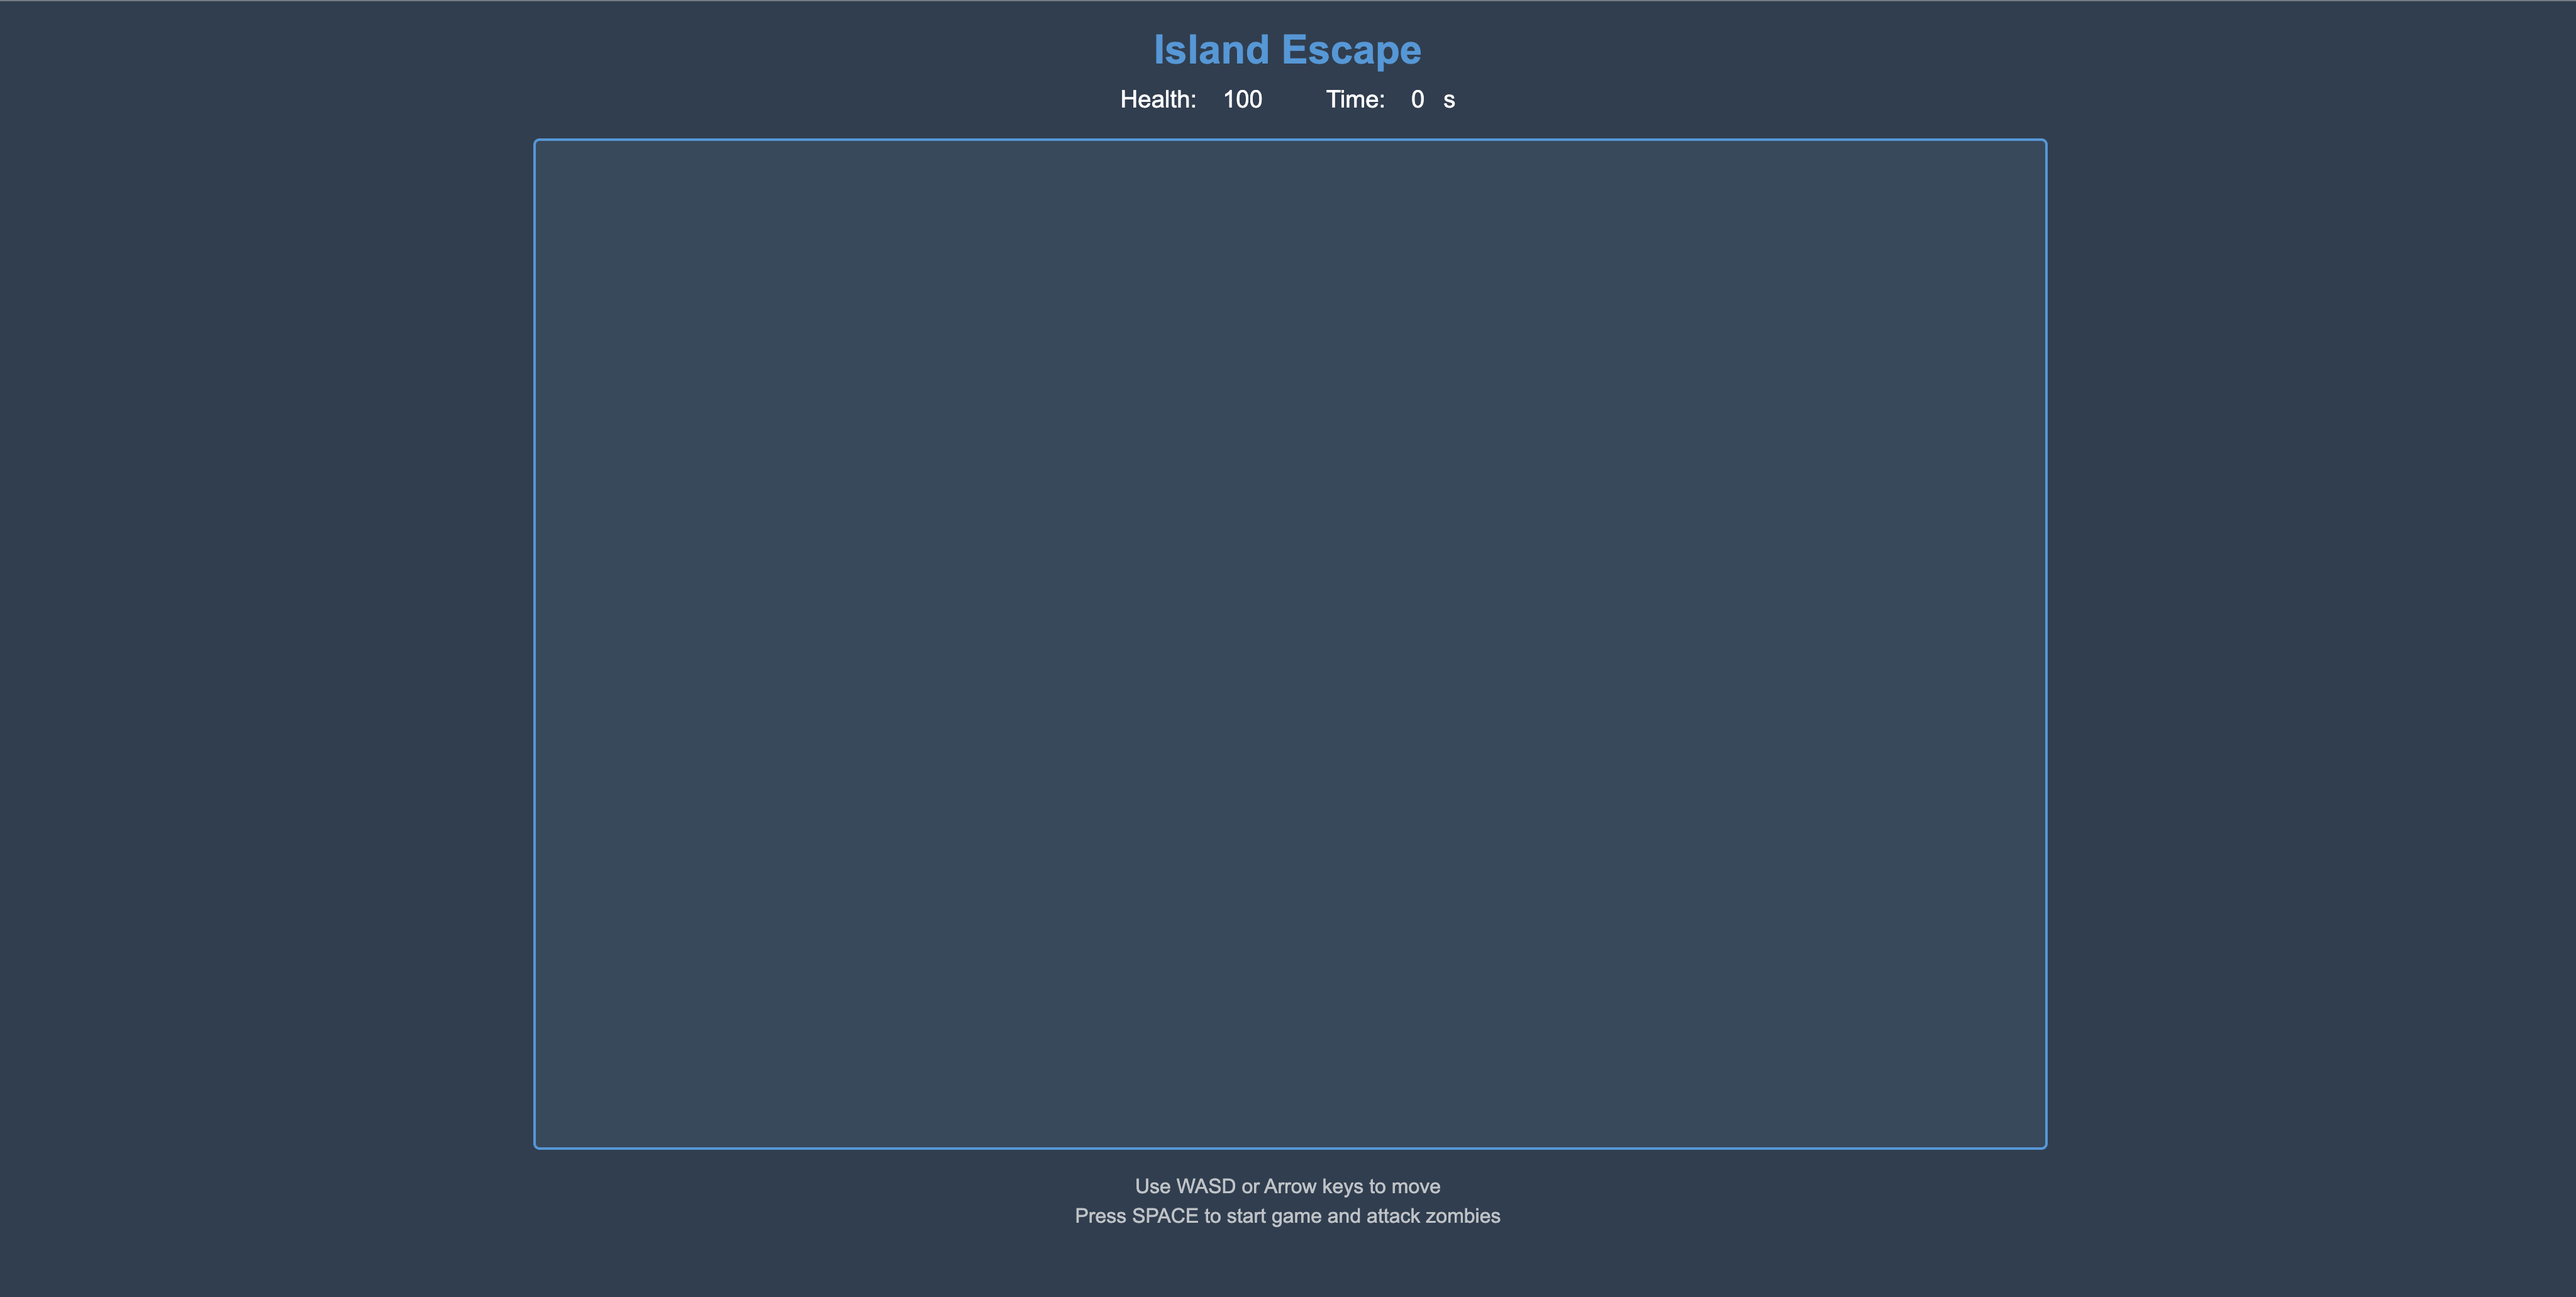 Island Escape
Health: 100 Time: 0 s
Use WASD or Arrow keys to move
Press SPACE to start game and attack zombies